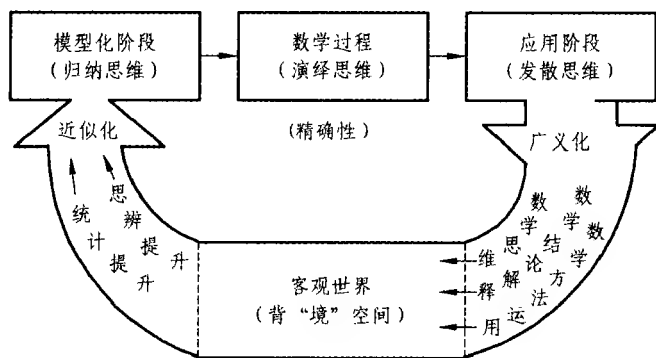 模型化阶段
(归纳思维)
数学过程
(演绎思维)
应用阶段
(发散思维)
近似化
(精确性)
广义化
统计提升
思辨提升
数学思维
数学结论解释
数学方法运用
客观世界
(背“境”空间)